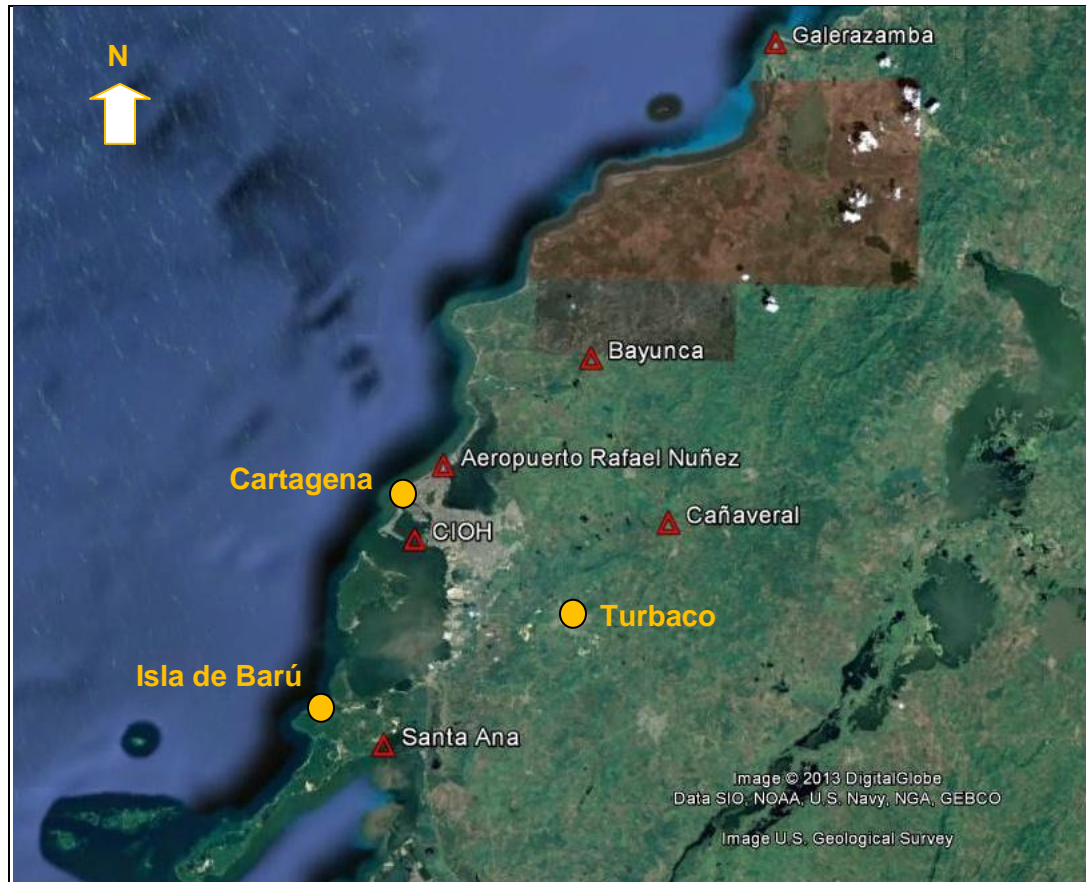 Galerazamba
N
Bayunca
Aeropuerto Rafael Nuñez
Cartagena
Cañaveral
CIOH
Turbaco
Isla de Barú
Santa Ana
Image © 2013 DigitalGlobe
Data SIO, NOAA, U.S. Navy, NGA, GEBCO
Image U.S. Geological Survey